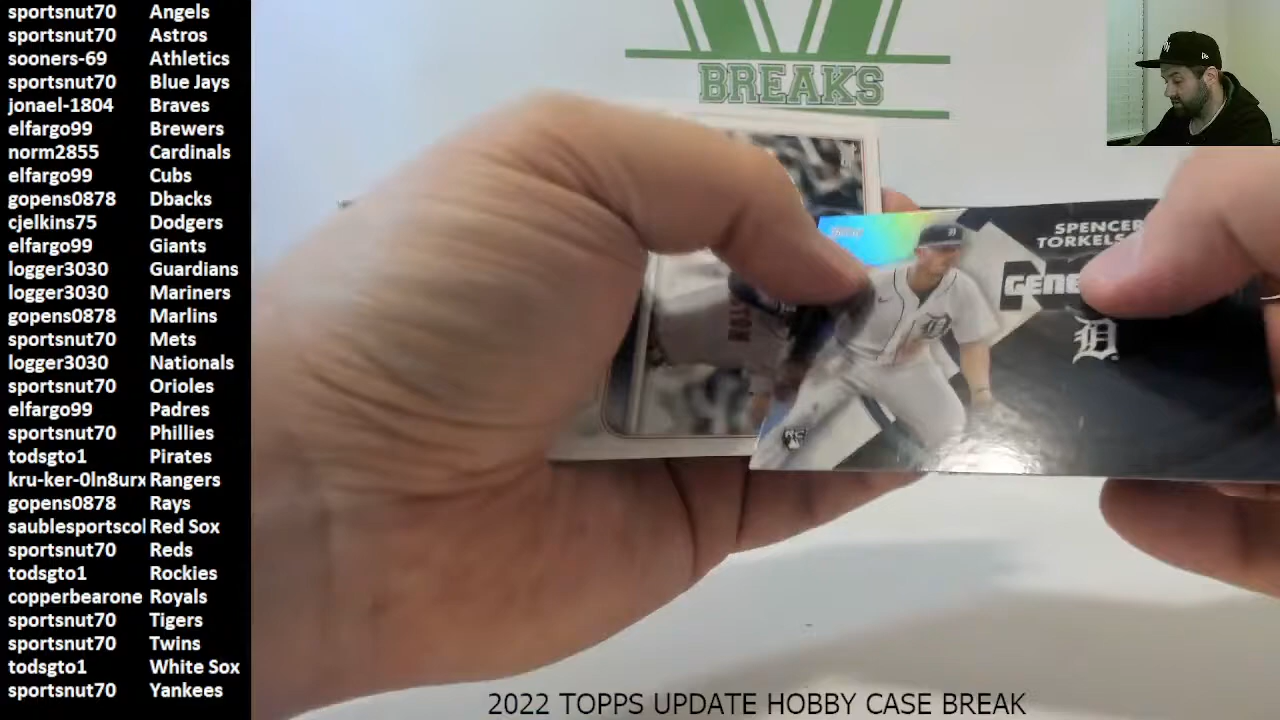 sportsnut70 Angels
sportsnut70 Astros
sooners-69 Athletics
sportsnut70 Blue Jays
jonael-1804 Braves
elfargo99 Brewers
norm2855 Cardinals
elfargo99 Cubs
gopens0878 Dbacks
cjelkins75 Dodgers
elfargo99 Giants
logger3030 Guardians
logger3030 Mariners
gopens0878 Marlins
sportsnut70 Mets
logger3030 Nationals
sportsnut70 Orioles
elfargo99 Padres
sportsnut70 Phillies
todsgto1 Pirates
kru-ker-0ln8urx Rangers
gopens0878 Rays
saublesportscol Red Sox
sportsnut70 Reds
todsgto1 Rockies
copperbearone Royals
sportsnut70 Tigers
sportsnut70 Twins
todsgto1 White Sox
sportsnut70 Yankees
BREAKS
SPENCER
TORKELS
GENE
D
RC
2022 TOPPS UPDATE HOBBY CASE BREAK